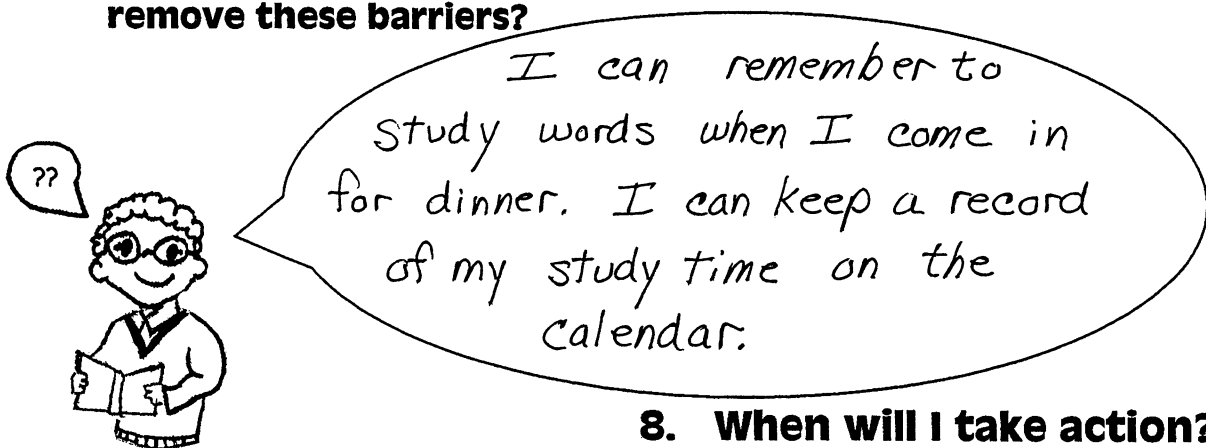 remove these barriers?
I can remember to
study words when I come in
for dinner. I can keep a record
of my study time on the
calendar.
??
8. When will I take action?